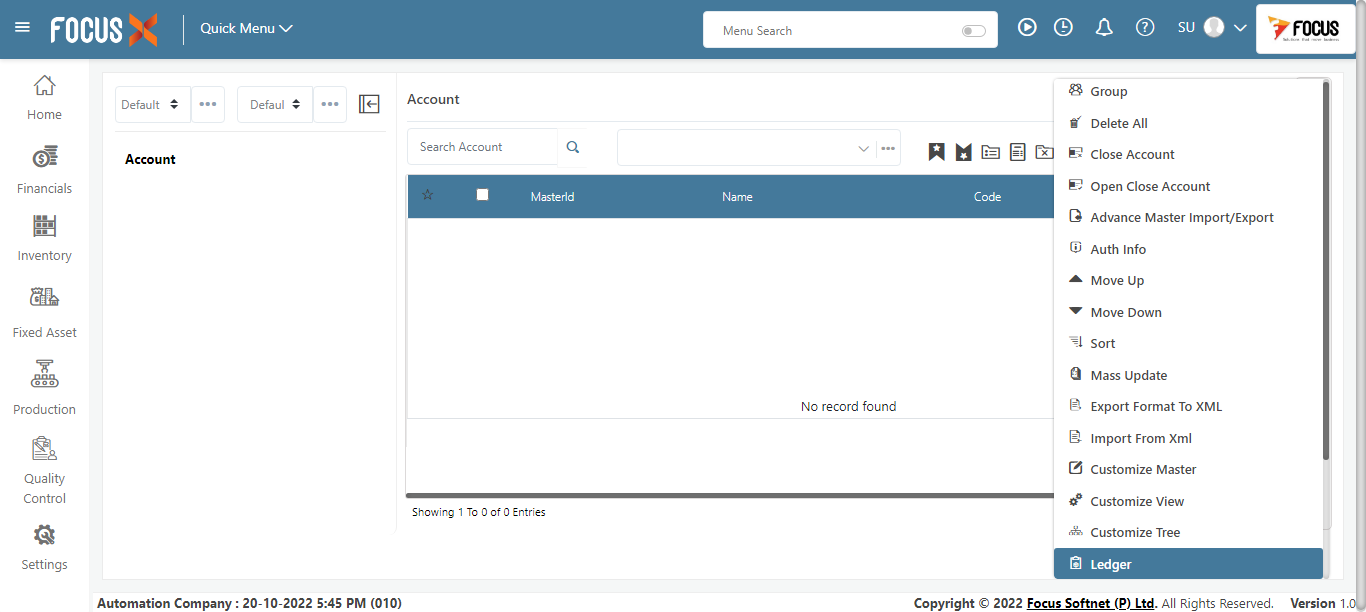 FOCUS X
Quick Menu
Menu Search
SU
FOCUS
Home
Financials
Inventory
Fixed Asset
Production
Quality
Control
Settings
Default
Defaul
Account
Account
Search Account
MasterId
Name
Code
No record found
Showing 1 To 0 of 0 Entries
Group
Delete All
Close Account
Open Close Account
Advance Master Import/Export
Auth Info
Move Up
Move Down
Sort
Mass Update
Export Format To XML
Import From Xml
Customize Master
Customize View
Customize Tree
Ledger
Automation Company : 20-10-2022 5:45 PM (010)
Copyright © 2022 Focus Softnet (P) Ltd. All Rights Reserved.
Version 1.0